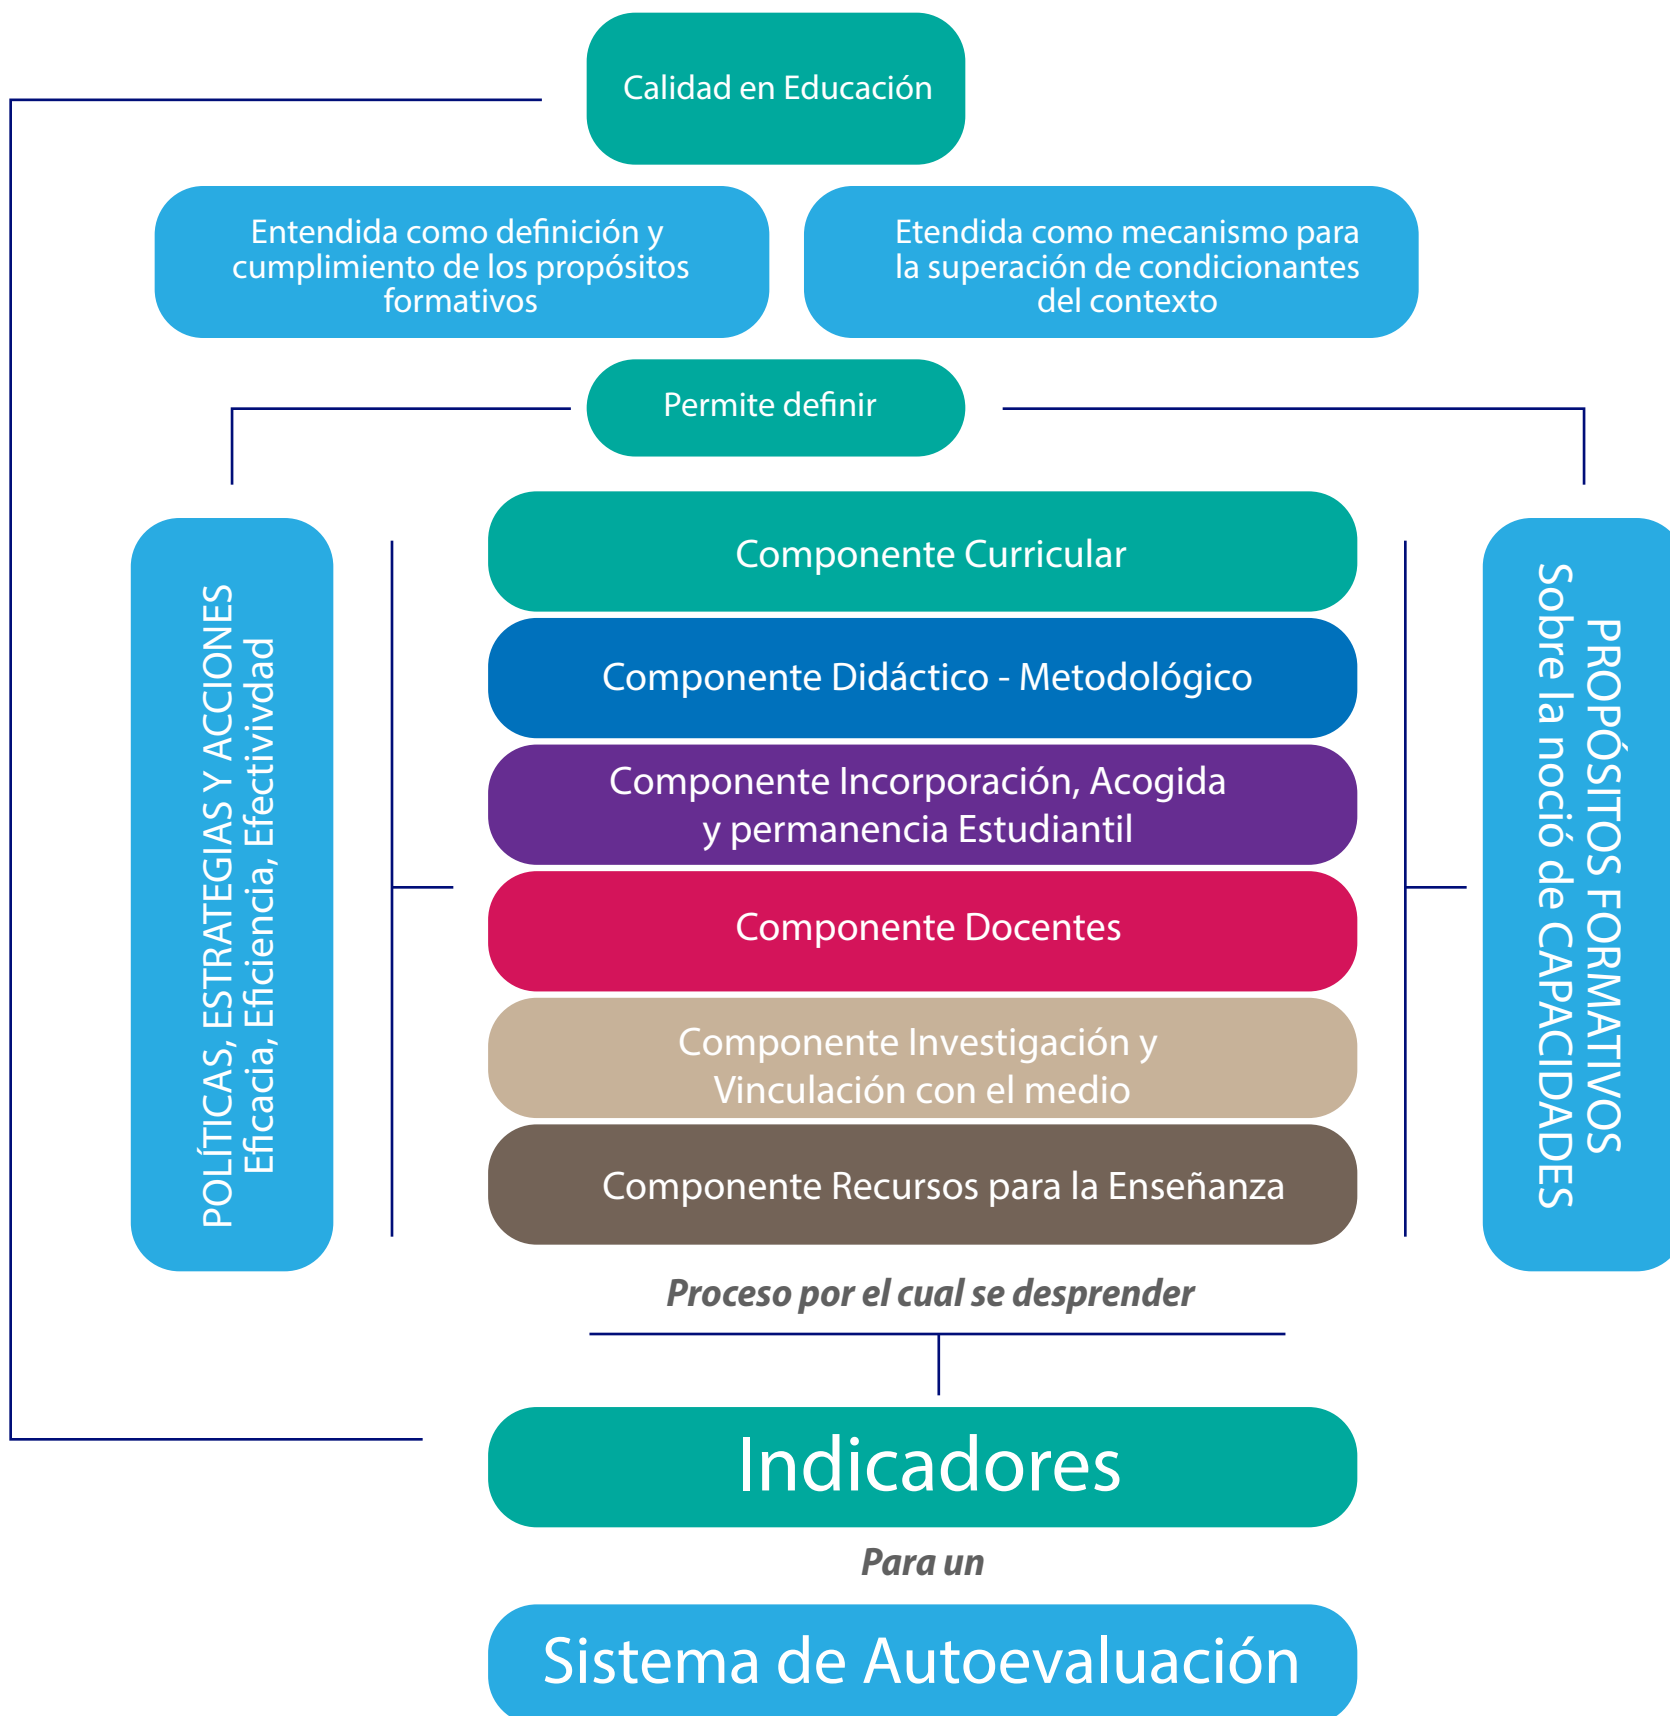 Calidad en Educación
Entendida como definición y
cumplimiento de los propósitos
formativos
Etendida como mecanismo para
la superación de condicionantes
del contexto
Permite definir
POLÍTICAS, ESTRATEGIAS Y ACCIONES
Eficacia, Eficiencia, Efectivivdad
Componente Curricular
Componente Didáctico - Metodológico
Componente Incorporación, Acogida
y permanencia Estudiantil
Componente Docentes
Componente Investigación y
Vinculación con el medio
Componente Recursos para la Enseñanza
PROPÓSITOS FORMATIVOS
Sobre la noció de CAPACIDADES
Proceso por el cual se desprender
Indicadores
Para un
Sistema de Autoevaluación